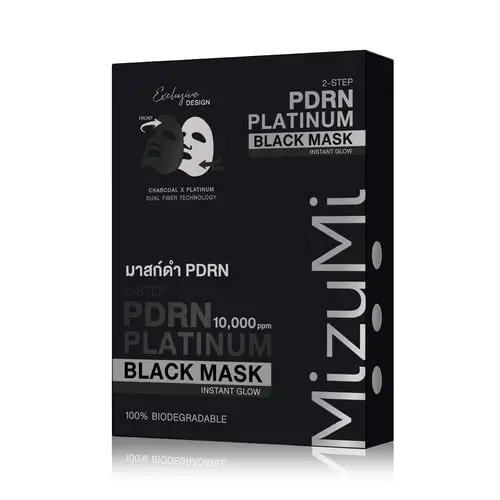 Exclusive
DESIGN
FRONT
CHARCOAL X PLATINUM
DUAL FIBER TECHNOLOGY
2-STEP
PDRN
PLATINUM
BLACK MASK
INSTANT GLOW
MizuMi
มาสก์ดำ PDRN
2-STEP
PDRN 10,000 ppm
PLATINUM
BLACK MASK
INSTANT GLOW
100% BIODEGRADABLE